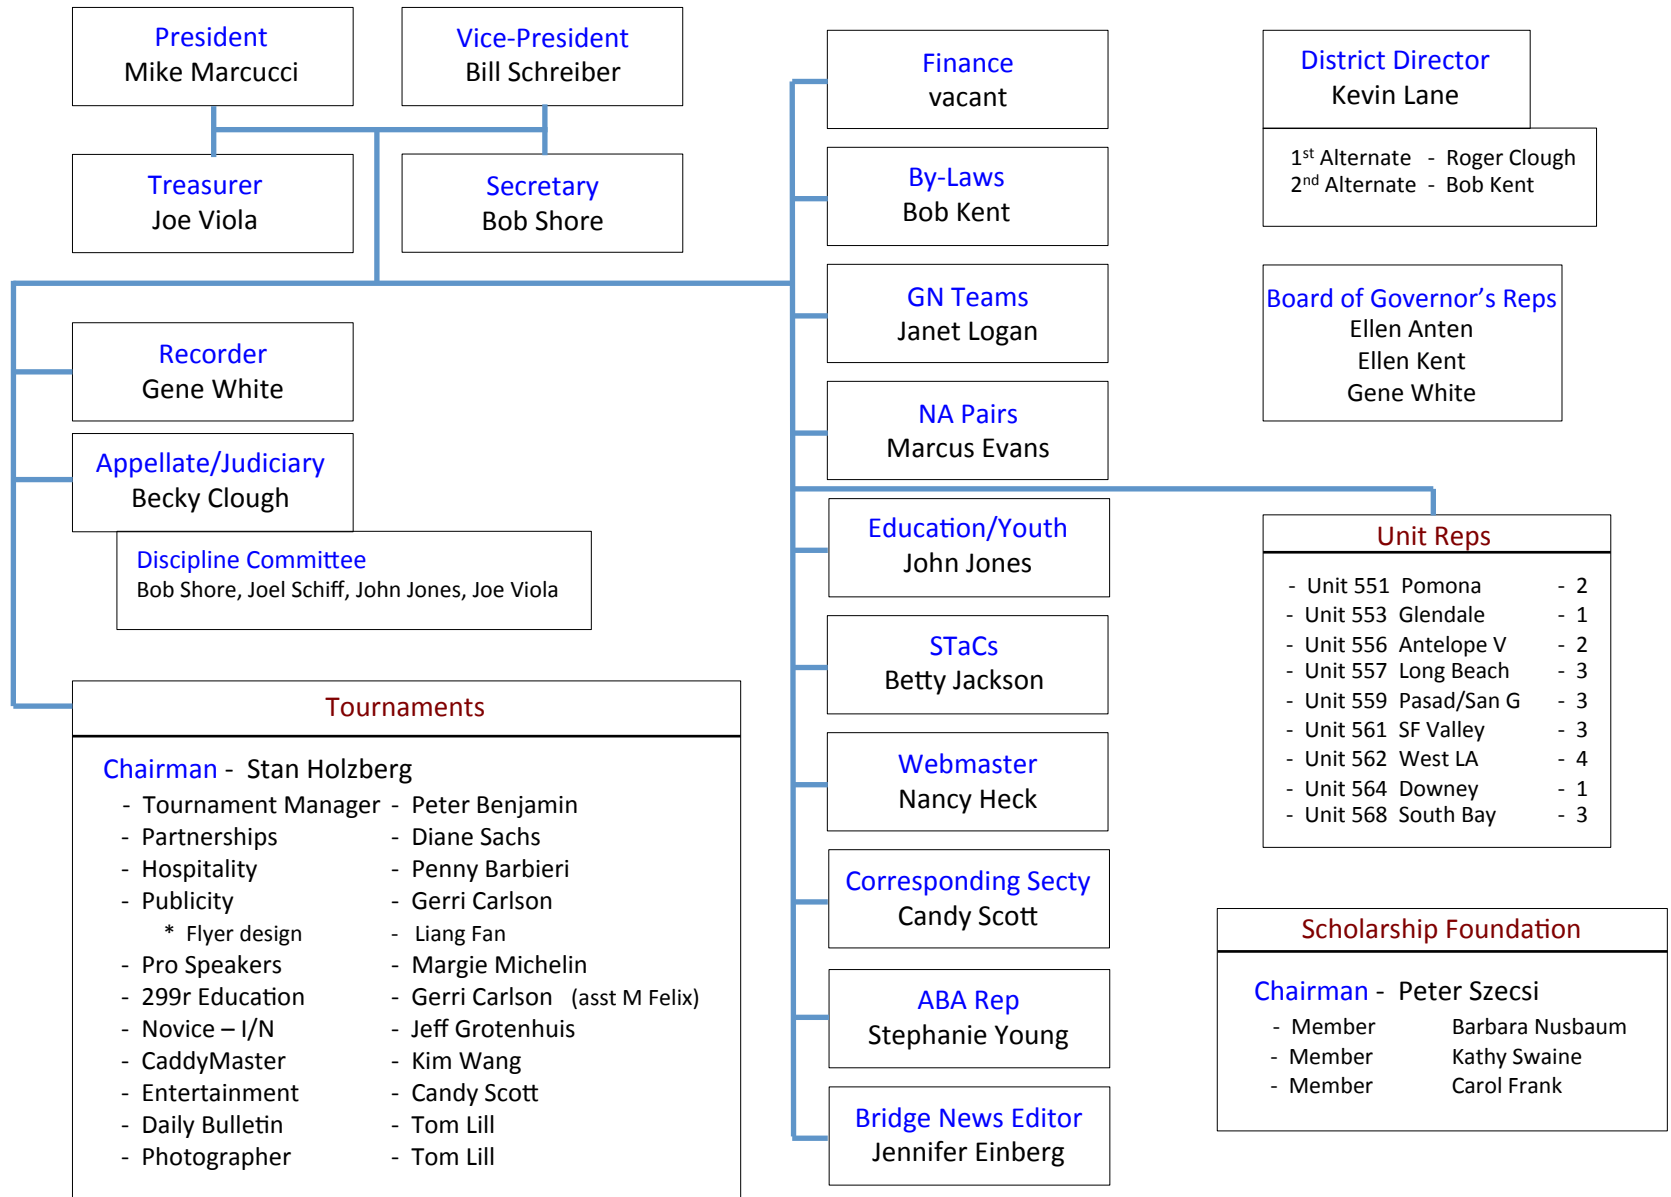 President
Mike Marcucci
Vice-President
Bill Schreiber
Treasurer
Joe Viola
Secretary
Bob Shore
Recorder
Gene White
Appellate/Judiciary
Becky Clough
Discipline Committee
Bob Shore, Joel Schiff, John Jones, Joe Viola
Tournaments
Chairman - Stan Holzberg
- Tournament Manager - Peter Benjamin
- Partnerships - Diane Sachs
- Hospitality - Penny Barbieri
- Publicity - Gerri Carlson
* Flyer design - Liang Fan
- Pro Speakers - Margie Michelin
- 299r Education - Gerri Carlson (asst M Felix)
- Novice – I/N - Jeff Grotenhuis
- CaddyMaster - Kim Wang
- Entertainment - Candy Scott
- Daily Bulletin - Tom Lill
- Photographer - Tom Lill
Finance
vacant
By-Laws
Bob Kent
GN Teams
Janet Logan
NA Pairs
Marcus Evans
Education/Youth
John Jones
STaCs
Betty Jackson
Webmaster
Nancy Heck
Corresponding Secty
Candy Scott
ABA Rep
Stephanie Young
Bridge News Editor
Jennifer Einberg
District Director
Kevin Lane
1st Alternate - Roger Clough
2nd Alternate - Bob Kent
Board of Governor’s Reps
Ellen Anten
Ellen Kent
Gene White
Unit Reps
- Unit 551 Pomona - 2
- Unit 553 Glendale - 1
- Unit 556 Antelope V - 2
- Unit 557 Long Beach - 3
- Unit 559 Pasad/San G - 3
- Unit 561 SF Valley - 3
- Unit 562 West LA - 4
- Unit 564 Downey - 1
- Unit 568 South Bay - 3
Scholarship Foundation
Chairman - Peter Szecsi
- Member Barbara Nusbaum
- Member Kathy Swaine
- Member Carol Frank